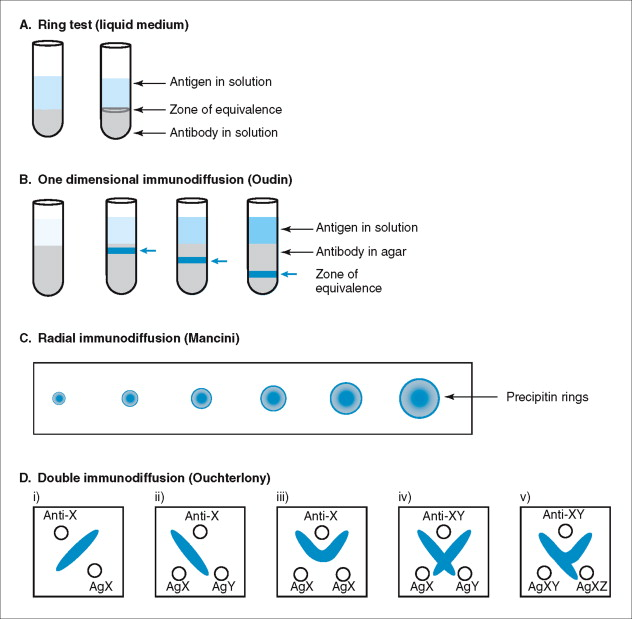 A. Ring test (liquid medium)
Antigen in solution
Zone of equivalence
Antibody in solution
B. One dimensional immunodiffusion (Oudin)
Antigen in solution
Antibody in agar
Zone of
equivalence
C. Radial immunodiffusion (Mancini)
Precipitin rings
D. Double immunodiffusion (Ouchterlony)
i) ii) iii) iv) v)
Anti-X Anti-X Anti-X Anti-XY Anti-XY
AgX AgX AgY AgX AgX AgX AgY AgXY AgXZ